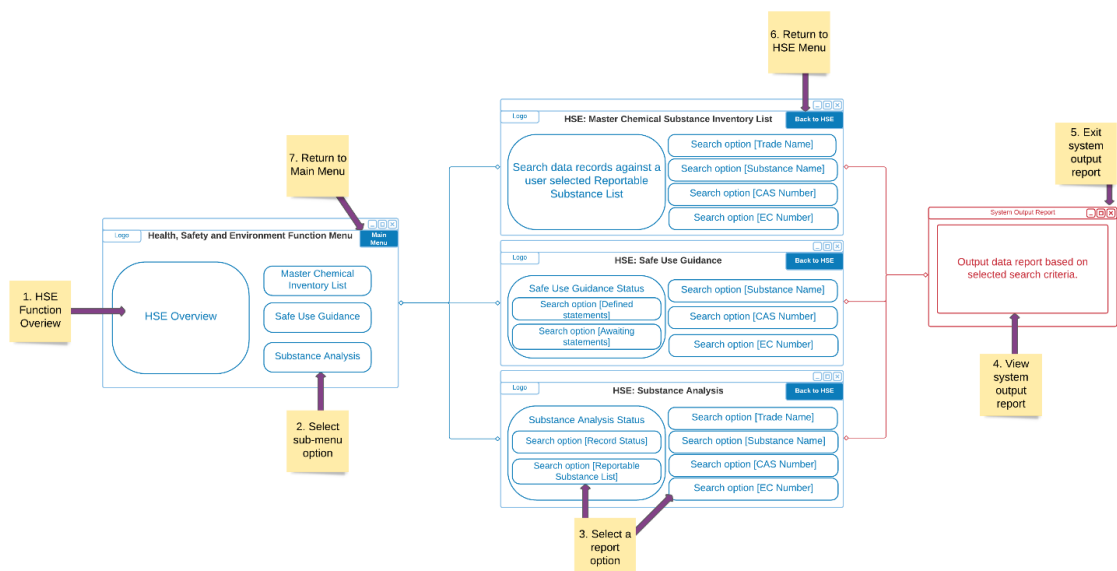 6. Return to
HSE Menu
5. Exit
system
output
report
7. Return to
Main Menu
Logo
HSE: Master Chemical Substance Inventory List
Back to HSE
Search data records against a
user selected Reportable
Substance List
Search option [Trade Name]
Search option [Substance Name]
Search option [CAS Number]
Search option [EC Number]
Logo
Health, Safety and Environment Function Menu
Main
Menu
HSE Overview
Master Chemical
Inventory List
Safe Use Guidance
Substance Analysis
1. HSE
Function
Overiew
2. Select
sub-menu
option
Logo
HSE: Safe Use Guidance
Back to HSE
Safe Use Guidance Status
Search option [Defined
statements]
Search option [Awaiting
statements]
Search option [Substance Name]
Search option [CAS Number]
Search option [EC Number]
System Output Report
Output data report based on
selected search criteria.
4. View
system
output
report
Logo
HSE: Substance Analysis
Back to HSE
Substance Analysis Status
Search option [Record Status]
Search option [Reportable
Substance List]
Search option [Trade Name]
Search option [Substance Name]
Search option [CAS Number]
Search option [EC Number]
3. Select a
report
option